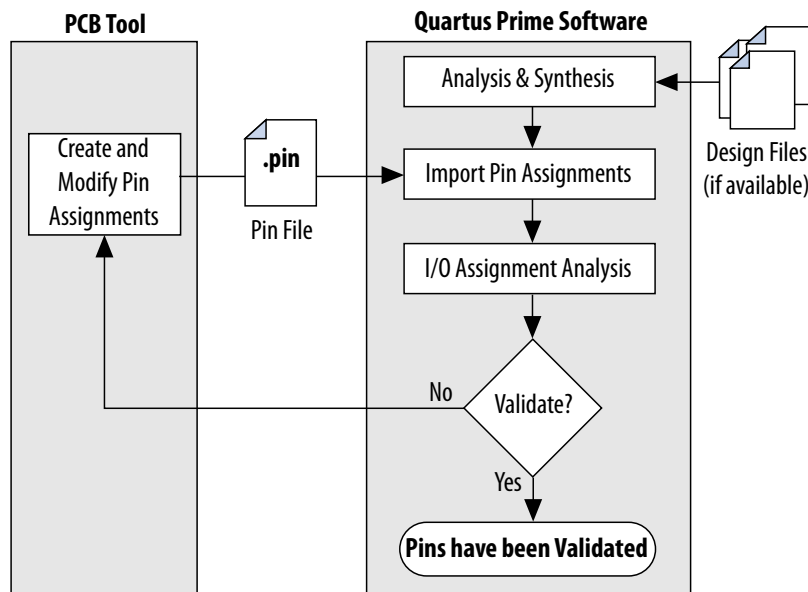 PCB Tool
Quartus Prime Software
Analysis & Synthesis
Design Files
(if available)
Create and
Modify Pin
Assignments
.pin
Pin File
Import Pin Assignments
I/O Assignment Analysis
No
Validate?
Yes
Pins have been Validated